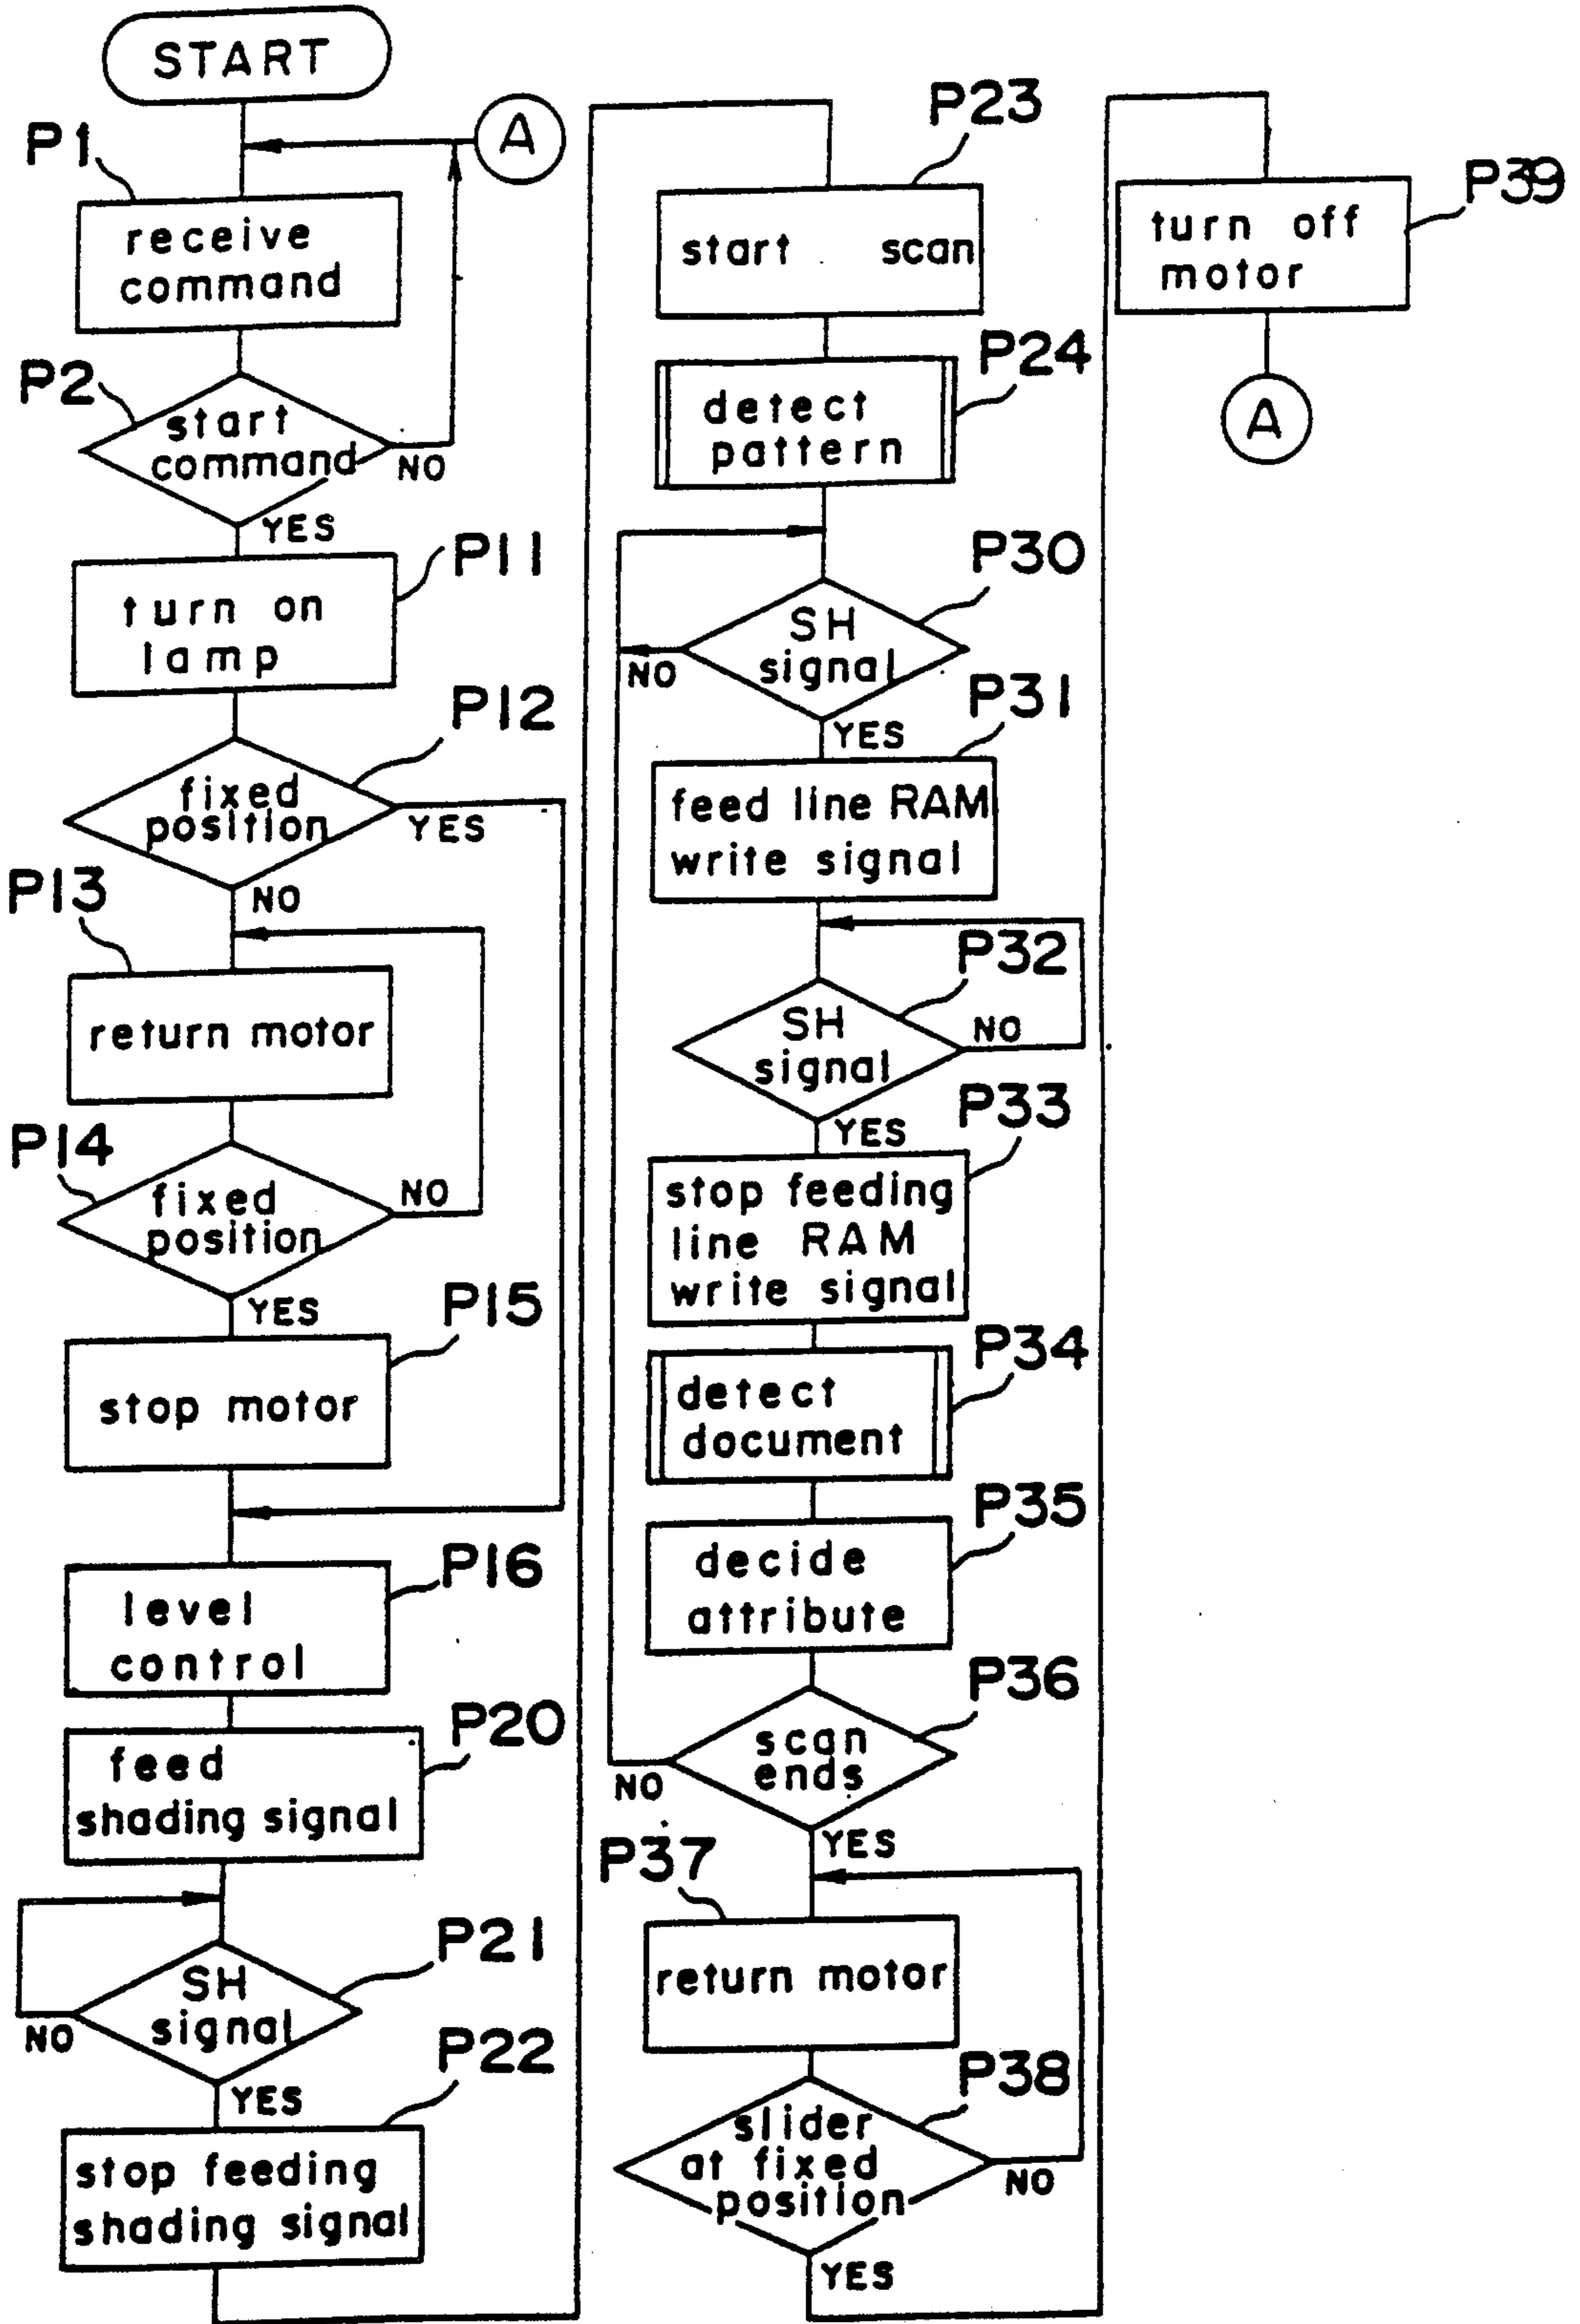 START
A
P1
receive
command
P2
start
command
NO
YES
P11
turn on
lamp
P12
fixed
position
YES
NO
P13
return motor
P14
fixed
position
NO
YES
P15
stop motor
P16
level
control
P20
feed
shading signal
P21
SH
signal
NO
YES
P22
stop feeding
shading signal
P23
start scan
P24
detect
pattern
P30
SH
signal
NO
YES
P31
feed line RAM
write signal
P32
SH
signal
NO
YES
P33
stop feeding
line RAM
write signal
P34
detect
document
P35
decide
attribute
P36
scan
ends
NO
YES
P37
return motor
P38
slider
at fixed
position
NO
YES
P39
turn off
motor
A